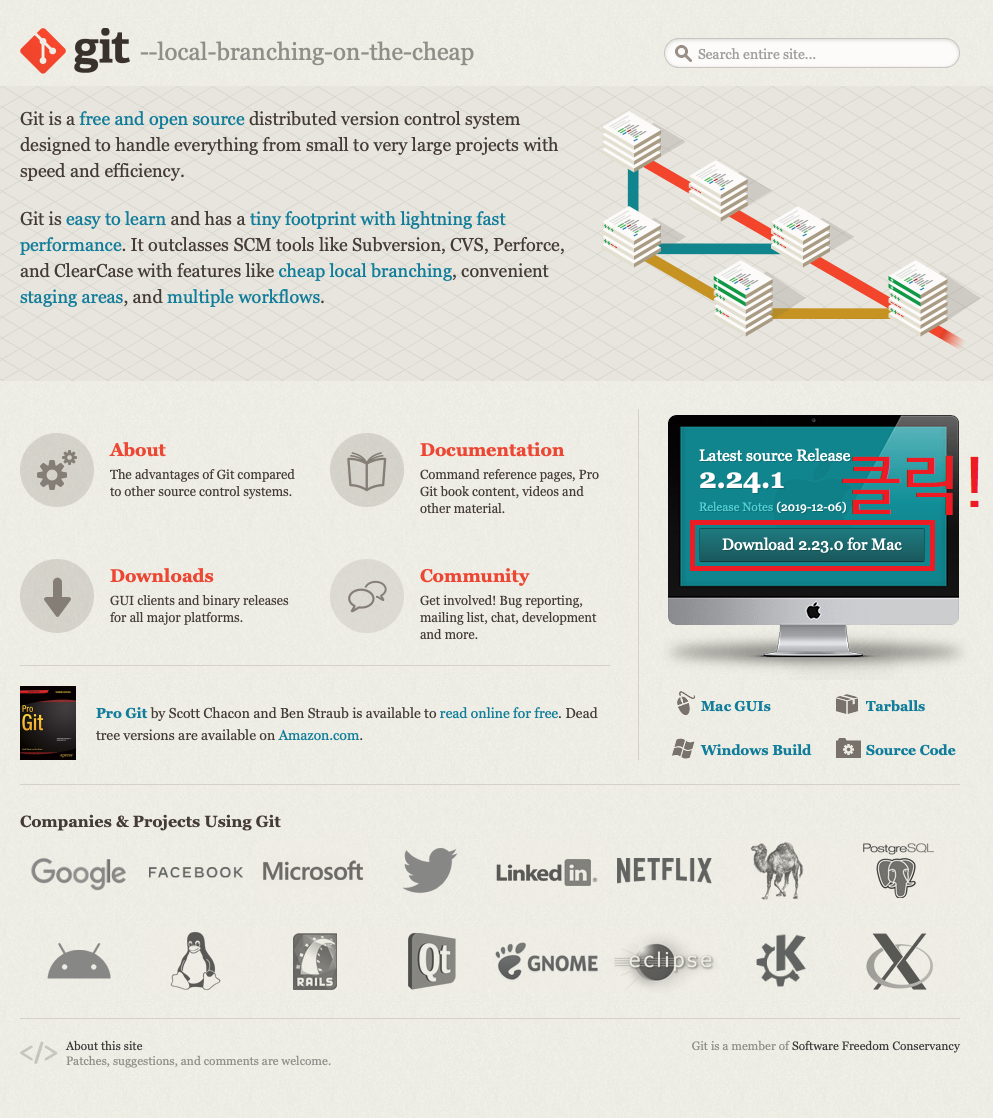 git --local-branching-on-the-cheap
Search entire site...
Git is a free and open source distributed version control system
designed to handle everything from small to very large projects with
speed and efficiency.
Git is easy to learn and has a tiny footprint with lightning fast
performance. It outclasses SCM tools like Subversion, CVS, Perforce,
and ClearCase with features like cheap local branching, convenient
staging areas, and multiple workflows.
About
The advantages of Git compared
to other source control systems.
Documentation
Command reference pages, Pro
Git book content, videos and
other material.
Downloads
GUI clients and binary releases
for all major platforms.
Community
Get involved! Bug reporting,
mailing list, chat, development
and more.
Latest source Release
2.24.1
클릭!
Release Notes (2019-12-06)
Download 2.23.0 for Mac
Pro
Git
Pro Git by Scott Chacon and Ben Straub is available to read online for free. Dead
tree versions are available on Amazon.com.
Mac GUIs
Tarballs
Windows Build
Source Code
Companies & Projects Using Git
Google
FACEBOOK
Microsoft
Linked in
NETFLIX
PostgreSQL
RAILS
Qt
GNOME
eclipse
K
X
</> About this site
Patches, suggestions, and comments are welcome.
Git is a member of Software Freedom Conservancy